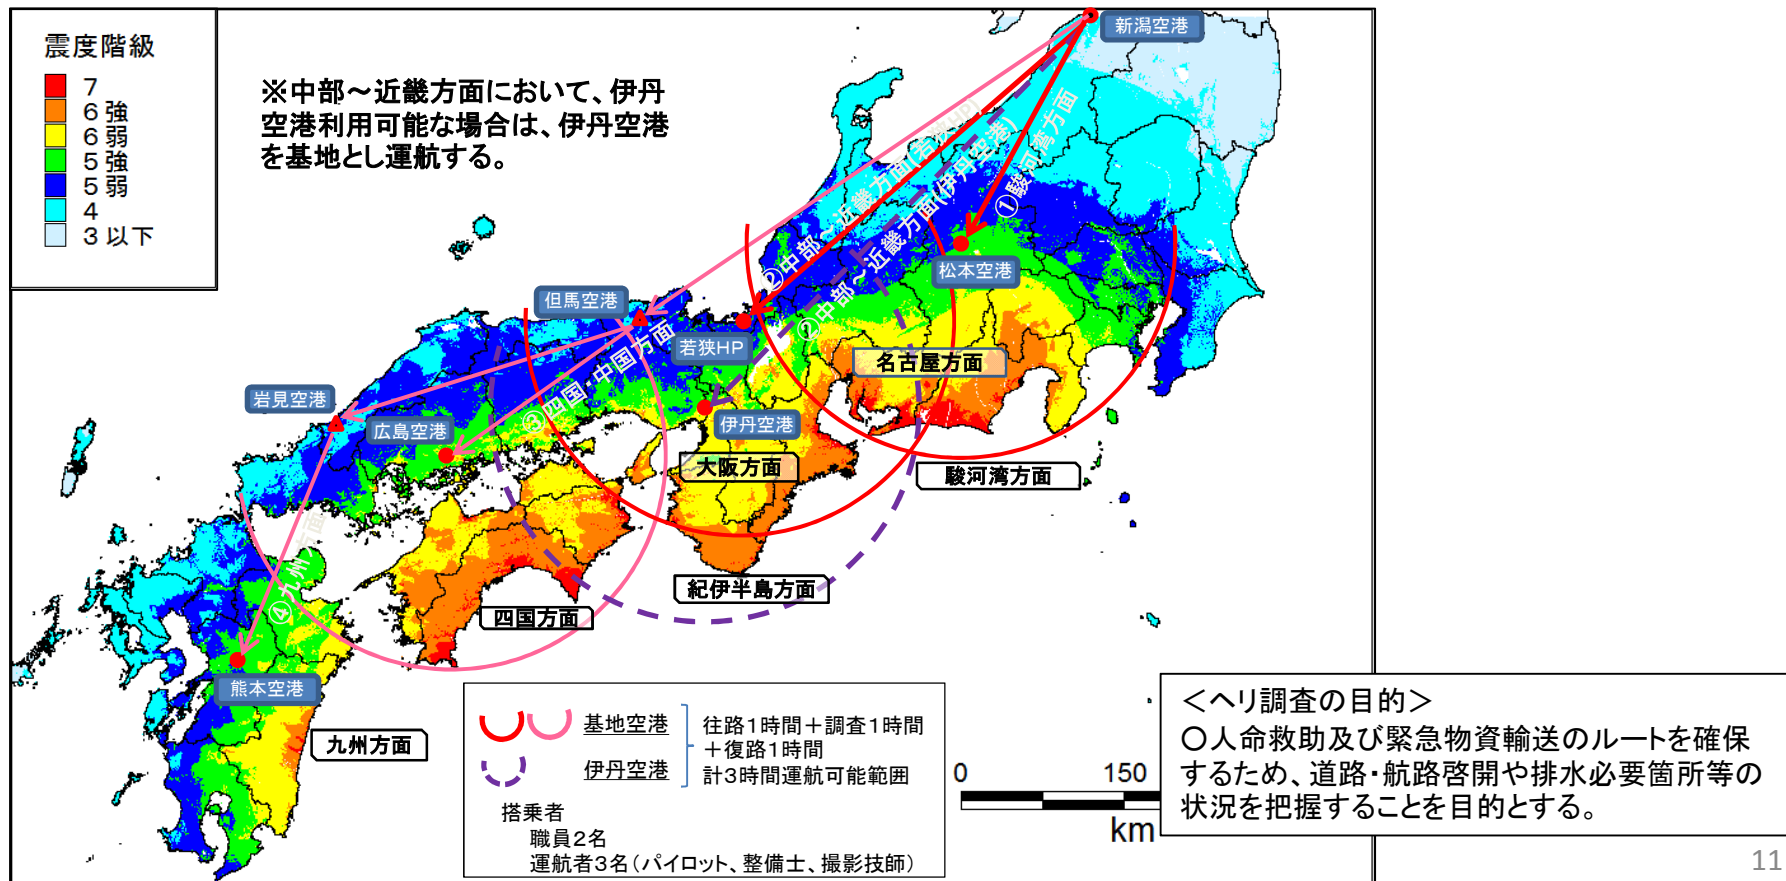 震度階級
7
6強
6弱
5強
5弱
4
3以下
※中部～近畿方面において、伊丹
空港利用可能な場合は、伊丹空港
を基地とし運航する。
新潟空港
①駿河湾方面
②中部～近畿方面(若狭HP)
②中部～近畿方面(伊丹空港)
松本空港
但馬空港
若狭HP
名古屋方面
③四国・中国方面
岩見空港
広島空港
伊丹空港
大阪方面
駿河湾方面
紀伊半島方面
四国方面
④九州方面
熊本空港
九州方面
基地空港
伊丹空港
往路1時間＋調査1時間
＋復路1時間
計3時間運航可能範囲
搭乗者
職員2名
運航者3名(パイロット、整備士、撮影技師)
0 150
km
＜ヘリ調査の目的＞
〇人命救助及び緊急物資輸送のルートを確保
するため、道路・航路啓開や排水必要箇所等の
状況を把握することを目的とする。
11